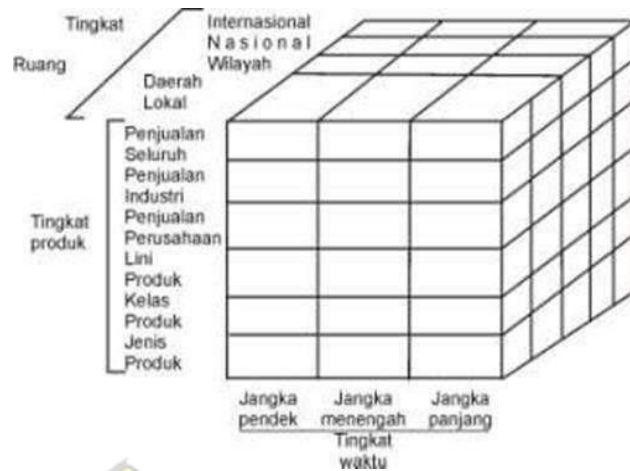 Tingkat
Ruang
Internasional
Nasional
Wilayah
Daerah
Lokal
Tingkat
produk
Penjualan
Seluruh
Penjualan
Industri
Penjualan
Perusahaan
Lini
Produk
Kelas
Produk
Jenis
Produk
Jangka
pendek
Jangka
menengah
Jangka
panjang
Tingkat
waktu